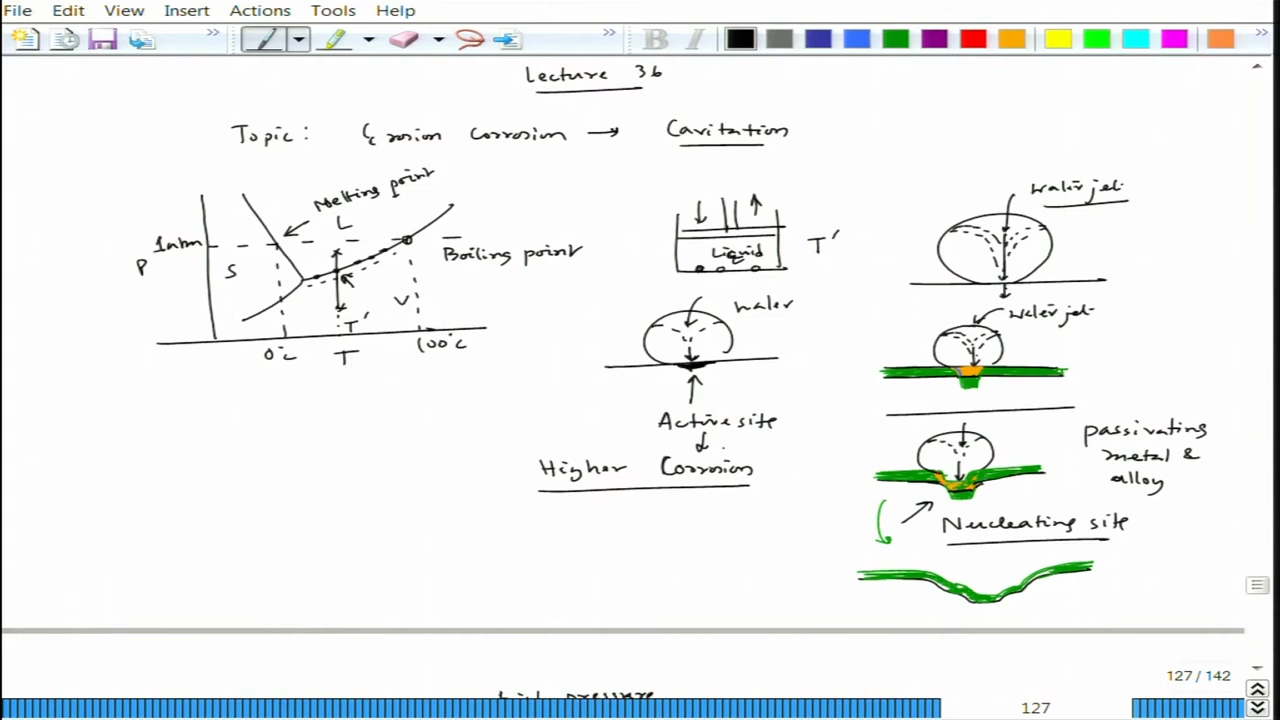 File Edit View Insert Actions Tools Help
B I
Lecture 36
Topic: Erosion Corrosion → Cavitation
Melting point
L
1atm
P
S
Boiling point
V
T'
0°C
T
100°C
Liquid
T'
water
Active site
Higher Corrosion
water jet
water jet
passivating
metal &
alloy
Nucleating site
127 / 142
high pressure
127